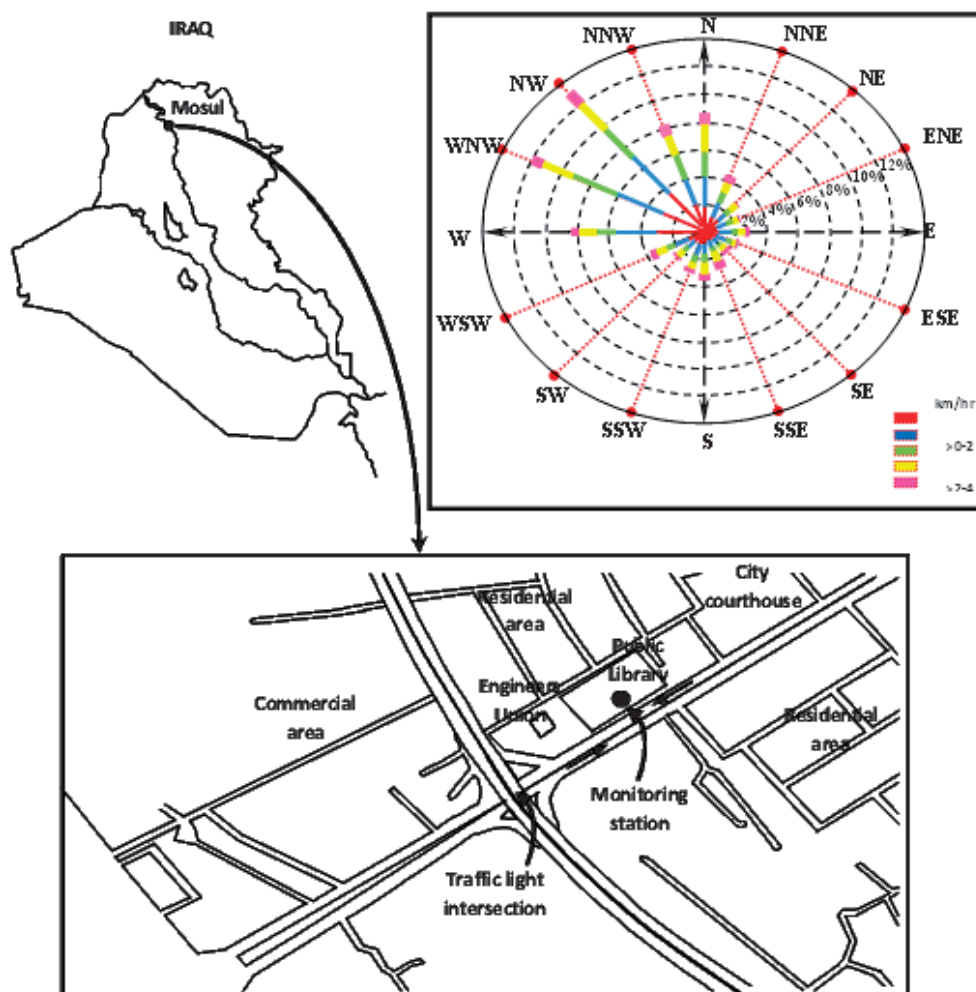 IRAQ
Mosul
N
NNE
NE
ENE
E
ESE
SE
SSE
S
SSW
SW
WSW
W
WNW
NW
NNW
2%
4%
6%
8%
10%
12%
km/hr
>0-2
>2-4
City
courthouse
Residential
area
Public
Library
Engineers
Union
Commercial
area
Residential
area
Monitoring
station
Traffic light
intersection